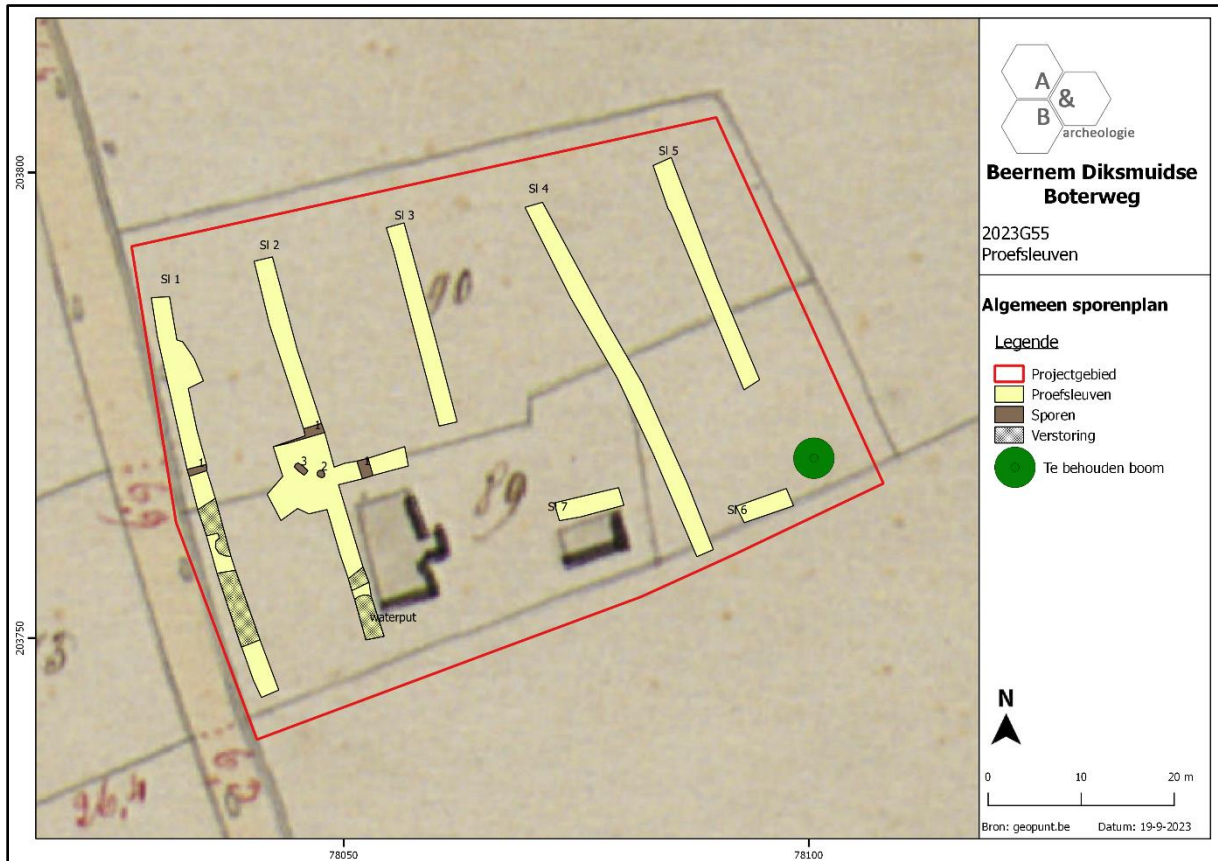 A
&
B
archeologie
Beernem Diksmuidse
Boterweg
2023G55
Proefsleuven
Algemeen sporenplan
Legende
Projectgebied
Proefsleuven
Sporen
Verstoring
Te behouden boom
N
0 10 20 m
Bron: geopunt.be Datum: 19-9-2023
203800
203750
78050
78100
Sl 1
Sl 2
Sl 3
Sl 4
Sl 5
Sl 6
Sl 7
1
1
1
2
3
waterput
90
89